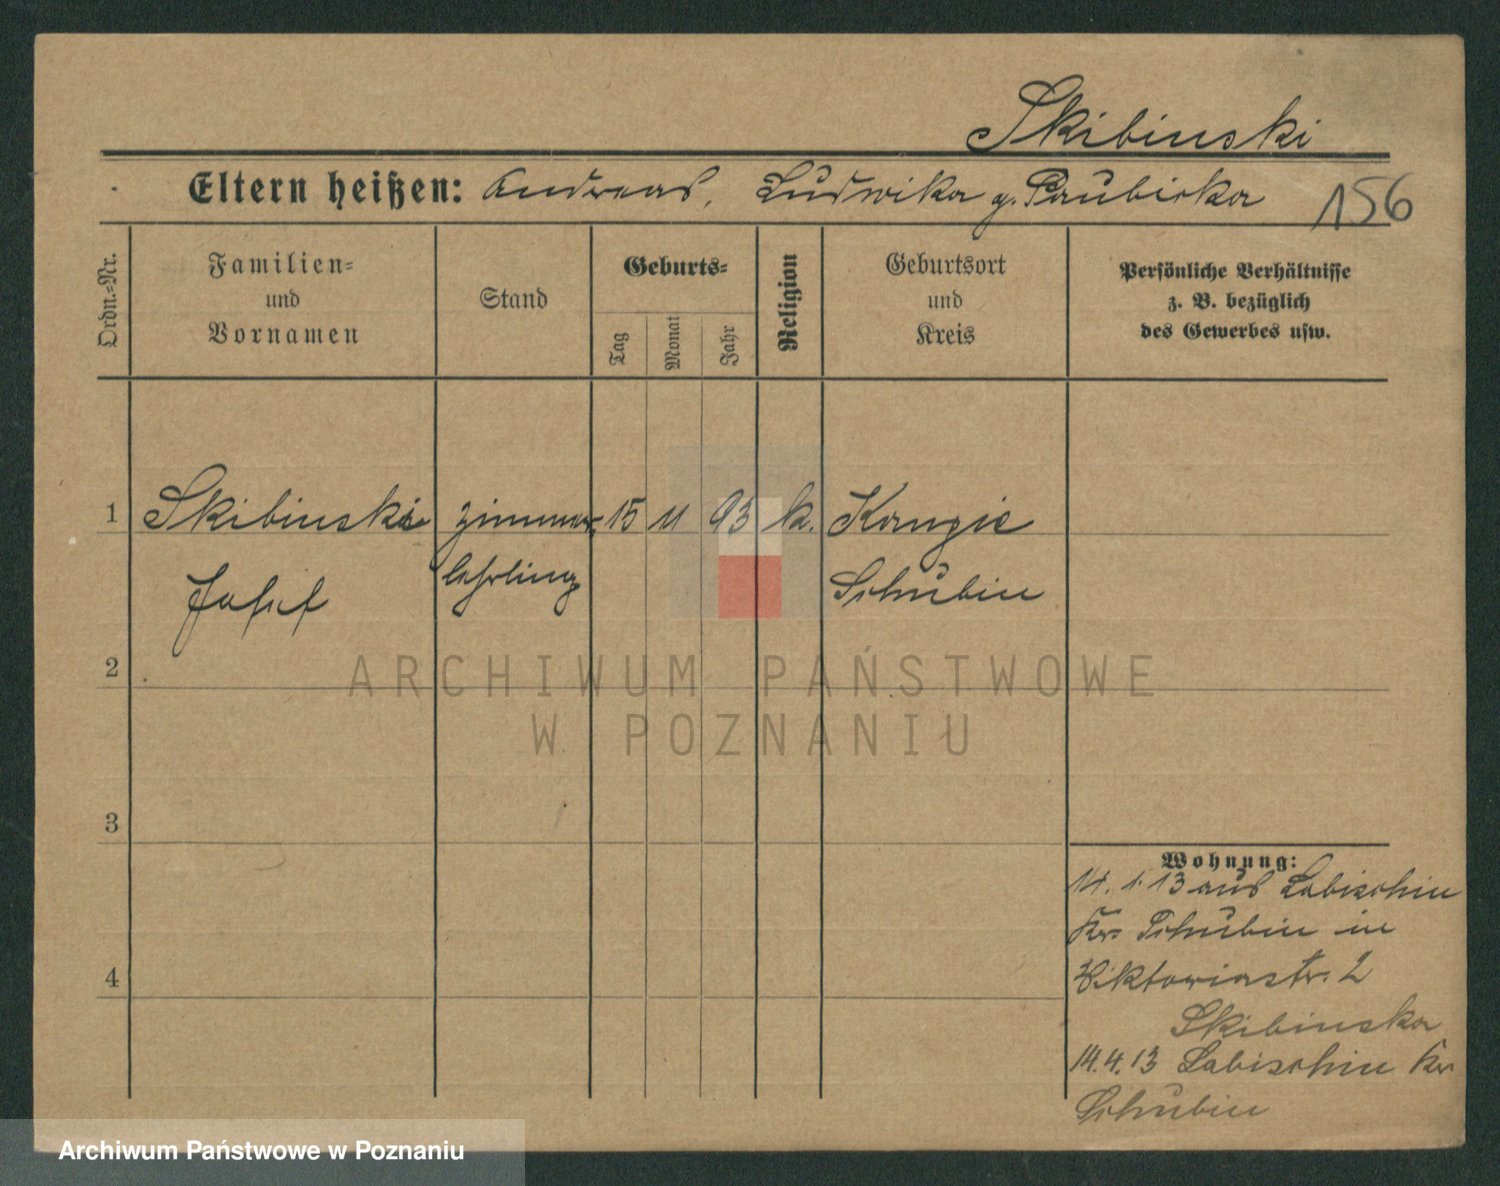 Skibinski
Eltern heißen: Andreas, Ludwika g.
156
Ordn.-Nr.
Familien-
und
Vornamen
Stand
Geburts-
Tag
Monat
Jahr
Religion
Geburtsort
und
Kreis
Persönliche Verhältnisse
z. B. bezüglich
des Gewerbes usw.
1 Skibinski zimmer- 15 11 93 k. Kongie
Josef lehrling Schubin
2
ARCHIWUM PAŃSTWOWE
W POZNANIU
3
4
Wohnung:
14. 1. 13 aus Labischin
Kr. Schubin in
Viktoriastr. 2
Skibinska
14.4.13 Labischin Kr
Schubin
Archiwum Państwowe w Poznaniu